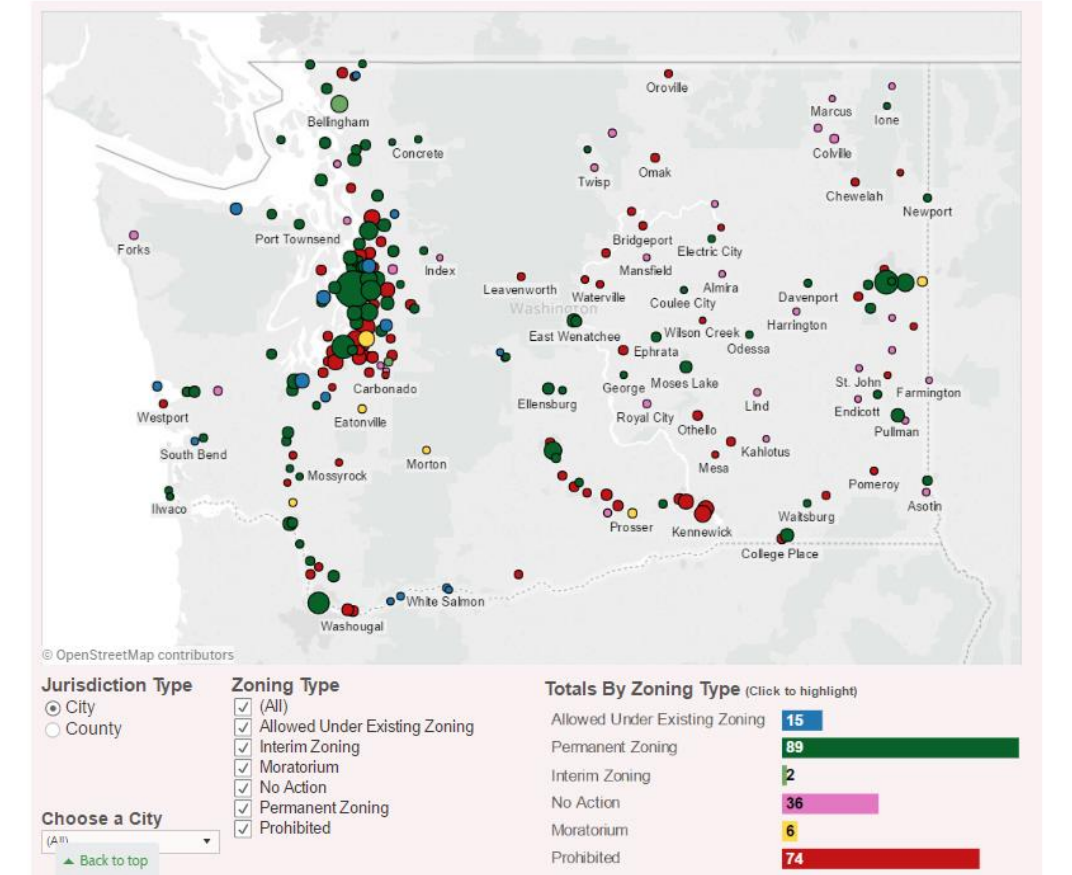 Oroville
Marcus
Ione
Bellingham
Colville
Concrete
Omak
Twisp
Chewelah
Newport
Port Townsend
Forks
Bridgeport
Electric City
Index
Mansfield
Leavenworth
Waterville
Almira
Coulee City
Davenport
Washington
Harrington
East Wenatchee
Wilson Creek
Odessa
Ephrata
George
Moses Lake
St. John
Farmington
Carbonado
Ellensburg
Royal City
Lind
Endicott
Westport
Eatonville
Othello
Pullman
South Bend
Kahlotus
Mossyrock
Morton
Mesa
Pomeroy
Ilwaco
Asotin
Prosser
Waitsburg
Kennewick
College Place
White Salmon
Washougal
© OpenStreetMap contributors
Jurisdiction Type
City
County
Choose a City
(All)
Back to top
Zoning Type
(All)
Allowed Under Existing Zoning
Interim Zoning
Moratorium
No Action
Permanent Zoning
Prohibited
Totals By Zoning Type (Click to highlight)
Allowed Under Existing Zoning 15
Permanent Zoning 89
Interim Zoning 2
No Action 36
Moratorium 6
Prohibited 74